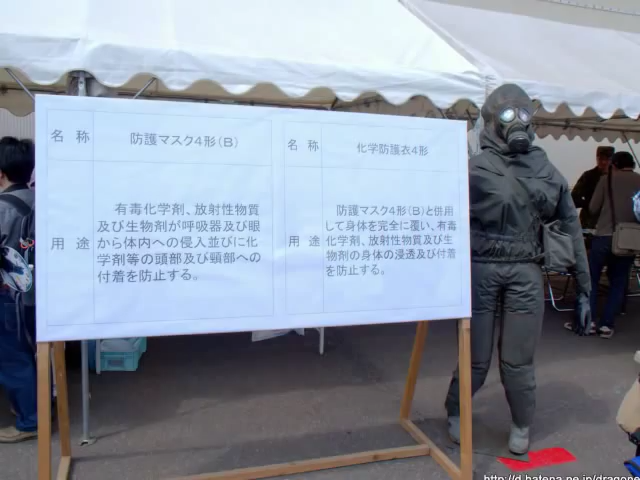 名 称
防護マスク4形(B)
用 途
有毒化学剤、放射性物質
及び生物剤が呼吸器及び眼
から体内への侵入並びに化
学剤等の頭部及び頸部への
付着を防止する。
名 称
化学防護衣4形
用 途
防護マスク4形(B)と併用
して身体を完全に覆い、有毒
化学剤、放射性物質及び生
物剤の身体の浸透及び付着
を防止する。
http://d.hatena.ne.jp/dragone